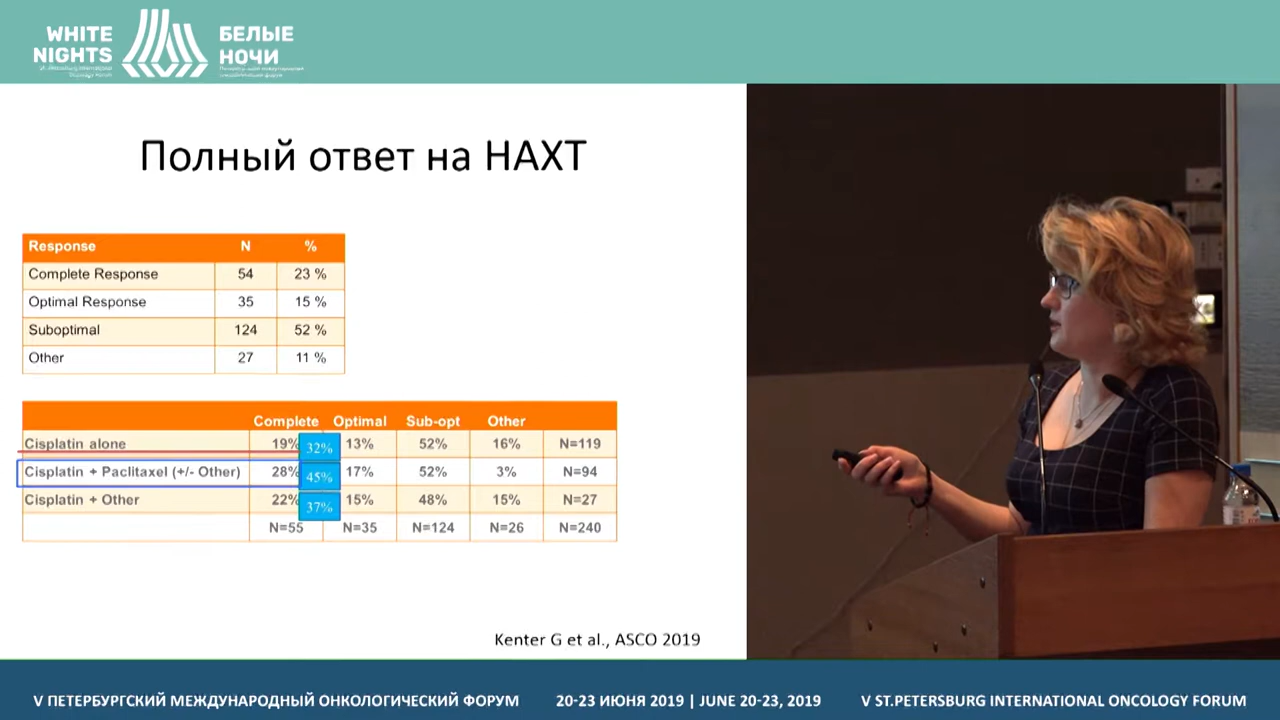 WHITE NIGHTS
БЕЛЫЕ НОЧИ
Полный ответ на НАХТ
Response N %
Complete Response 54 23 %
Optimal Response 35 15 %
Suboptimal 124 52 %
Other 27 11 %
Complete Optimal Sub-opt Other
Cisplatin alone 19% 32% 13% 52% 16% N=119
Cisplatin + Paclitaxel (+/- Other) 28% 45% 17% 52% 3% N=94
Cisplatin + Other 22% 37% 15% 48% 15% N=27
N=55 N=35 N=124 N=26 N=240
Kenter G et al., ASCO 2019
V ПЕТЕРБУРГСКИЙ МЕЖДУНАРОДНЫЙ ОНКОЛОГИЧЕСКИЙ ФОРУМ 20-23 ИЮНЯ 2019 | JUNE 20-23, 2019 V ST.PETERSBURG INTERNATIONAL ONCOLOGY FORUM